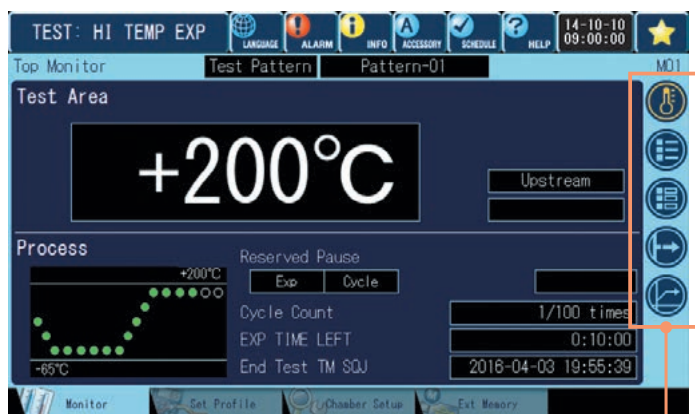 TEST: HI TEMP EXP
LANGUAGE
ALARM
INFO
ACCESSORY
SCHEDULE
HELP
14-10-10
09:00:00
Top Monitor
Test Pattern
Pattern-01
M01
Test Area
+200°C
Upstream
Process
+200°C
-65°C
Reserved Pause
Exp
Cycle
Cycle Count
1/100 times
EXP TIME LEFT
0:10:00
End Test TM SQJ
2016-04-03 19:55:39
Monitor
Set Profile
Chamber Setup
Ext Memory